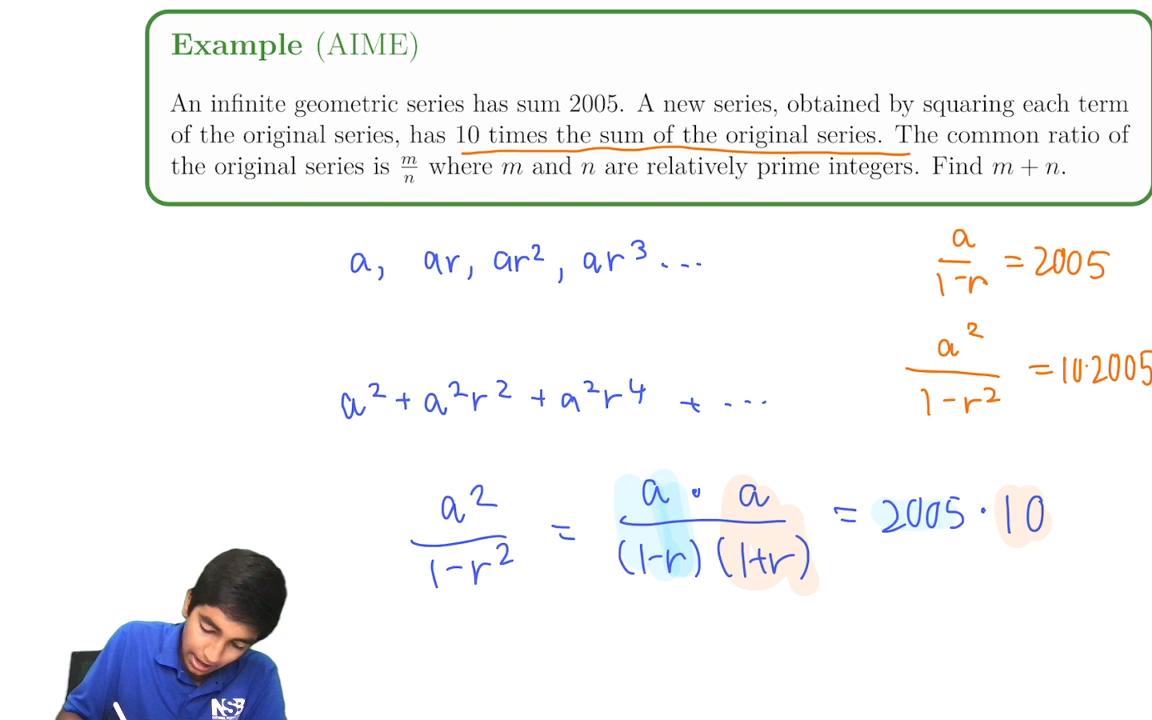 Example (AIME)
An infinite geometric series has sum 2005. A new series, obtained by squaring each term
of the original series, has 10 times the sum of the original series. The common ratio of
the original series is m/n where m and n are relatively prime integers. Find m + n.
a, ar, ar², ar³ ...
a/(1-r) = 2005
a²/(1-r²) = 10·2005
a² + a²r² + a²r⁴ + ...
a²/(1-r²) = a · a/(1-r)(1+r) = 2005 · 10
NSB